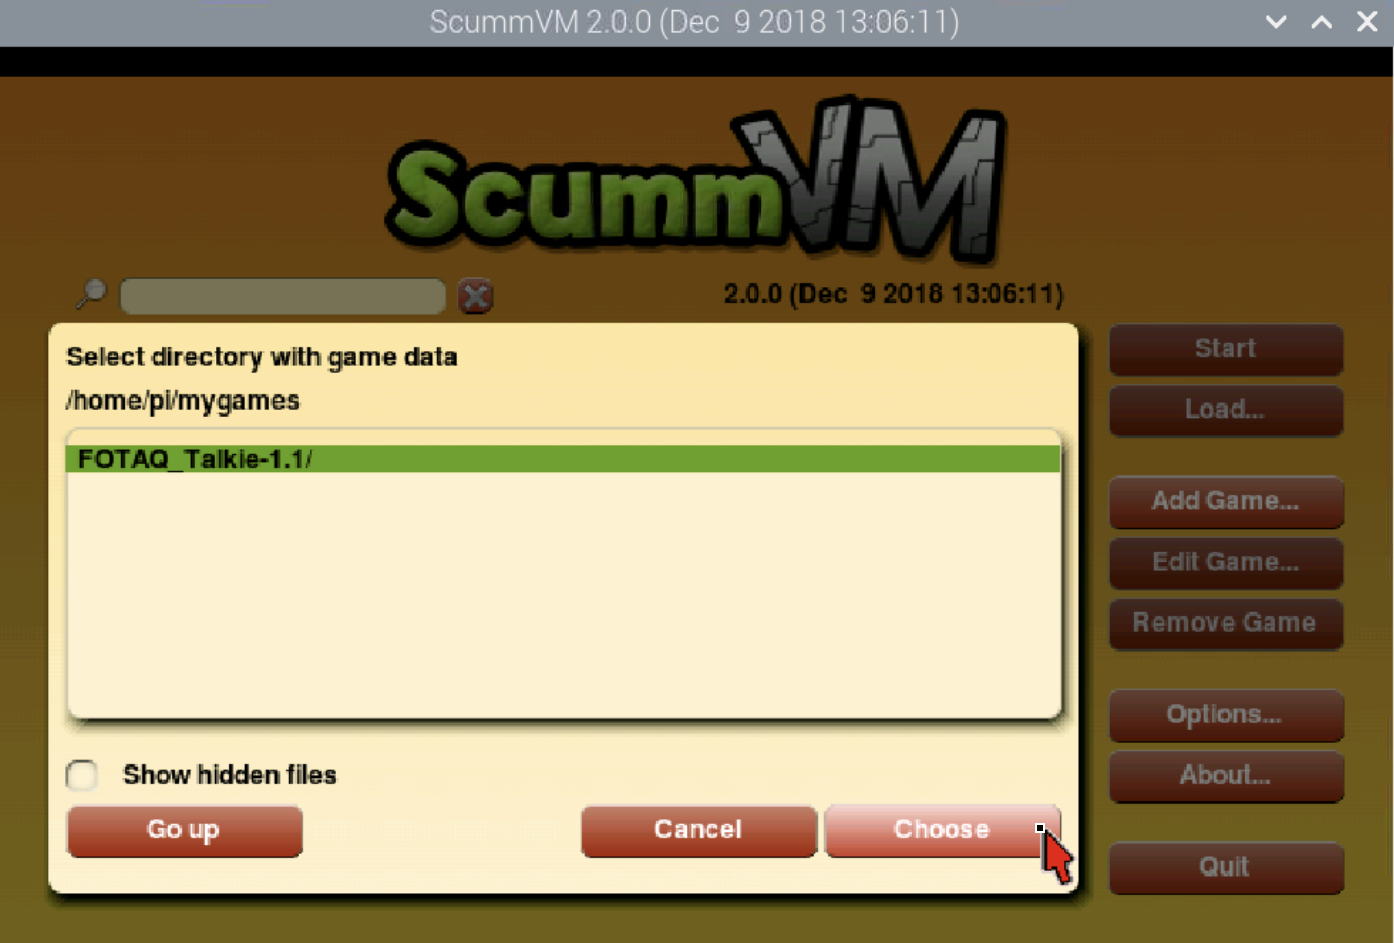 ScummVM 2.0.0 (Dec  9 2018 13:06:11)
ScummVM
2.0.0 (Dec  9 2018 13:06:11)
Select directory with game data
/home/pi/mygames
FOTAQ_Talkie-1.1/
Show hidden files
Go up
Cancel
Choose
Start
Load...
Add Game...
Edit Game...
Remove Game
Options...
About...
Quit